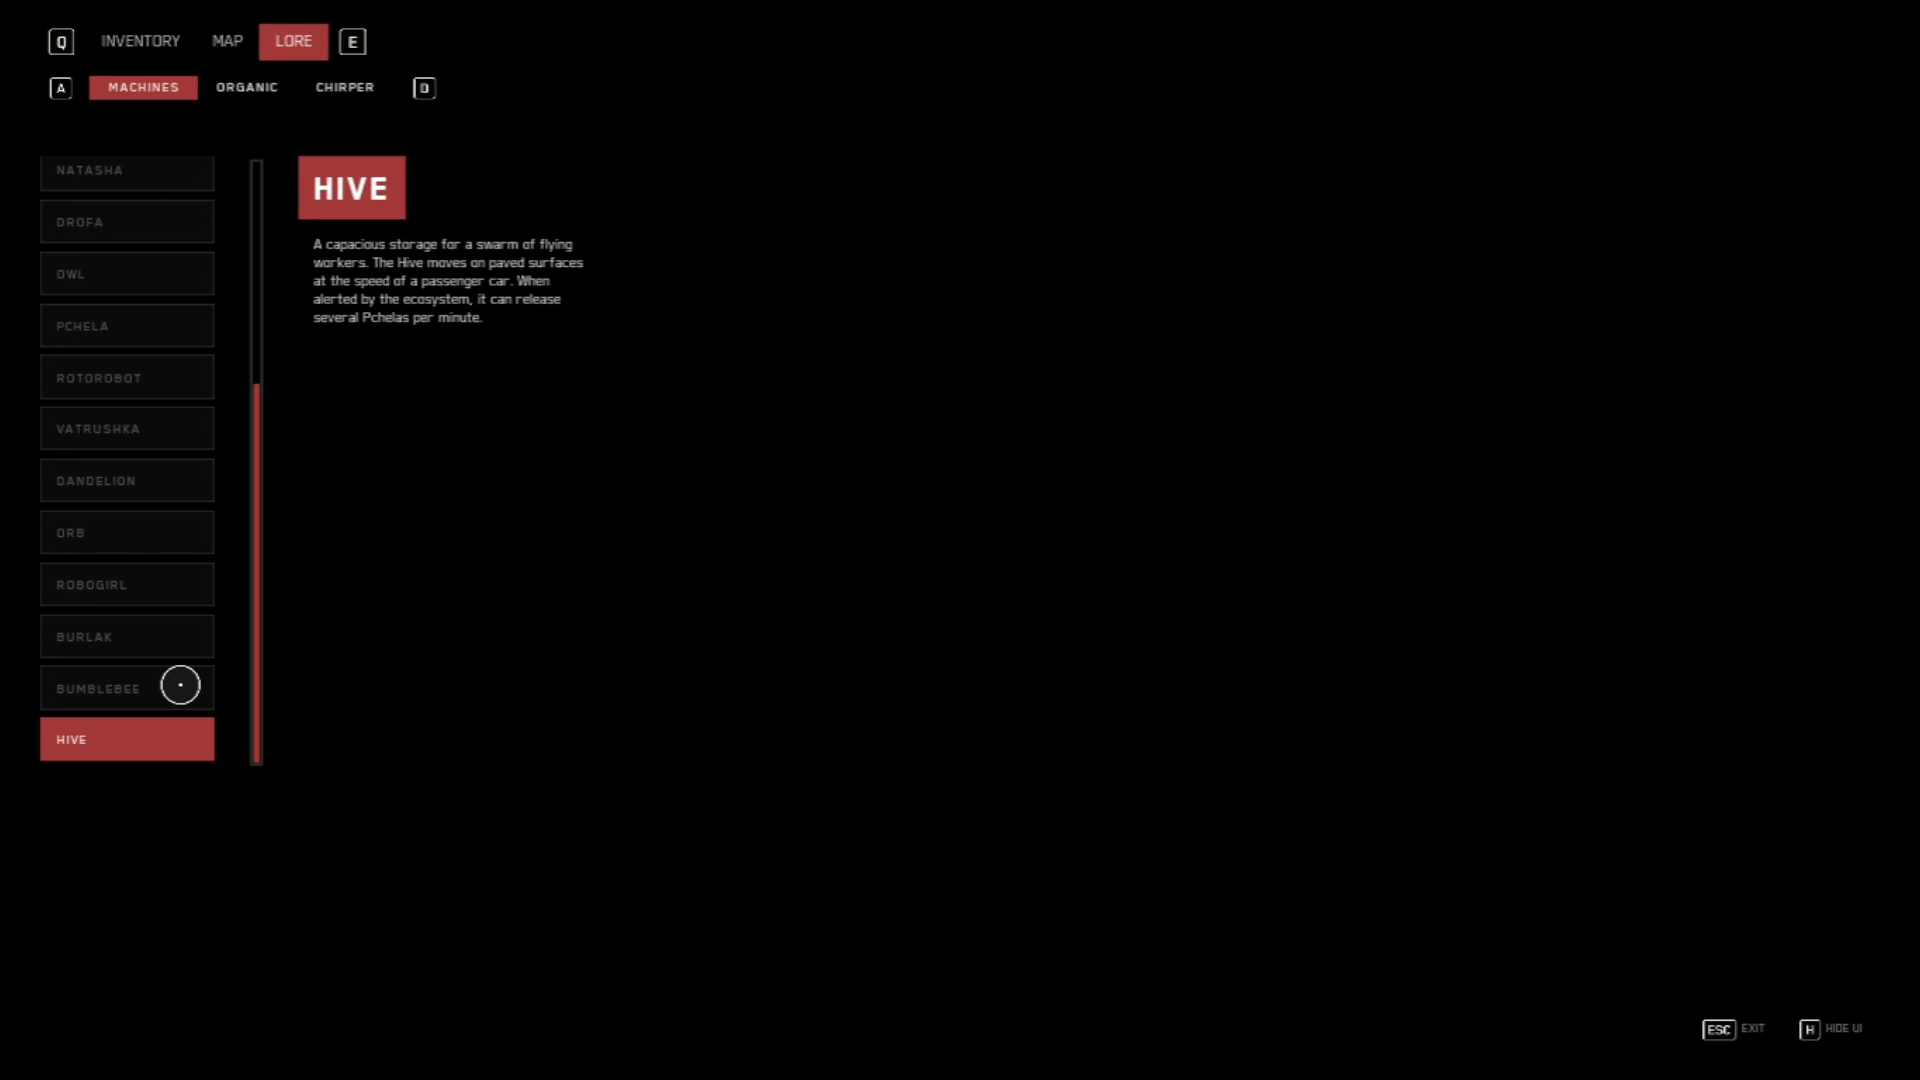 Q INVENTORY MAP LORE E
A MACHINES ORGANIC CHIRPER D
NATASHA
DROFA
OWL
PCHELA
ROTOROBOT
VATRUSHKA
DANDELION
ORB
ROBOGIRL
BURLAK
BUMBLEBEE
HIVE
HIVE
A capacious storage for a swarm of flying
workers. The Hive moves on paved surfaces
at the speed of a passenger car. When
alerted by the ecosystem, it can release
several Pchelas per minute.
ESC EXIT H HIDE UI